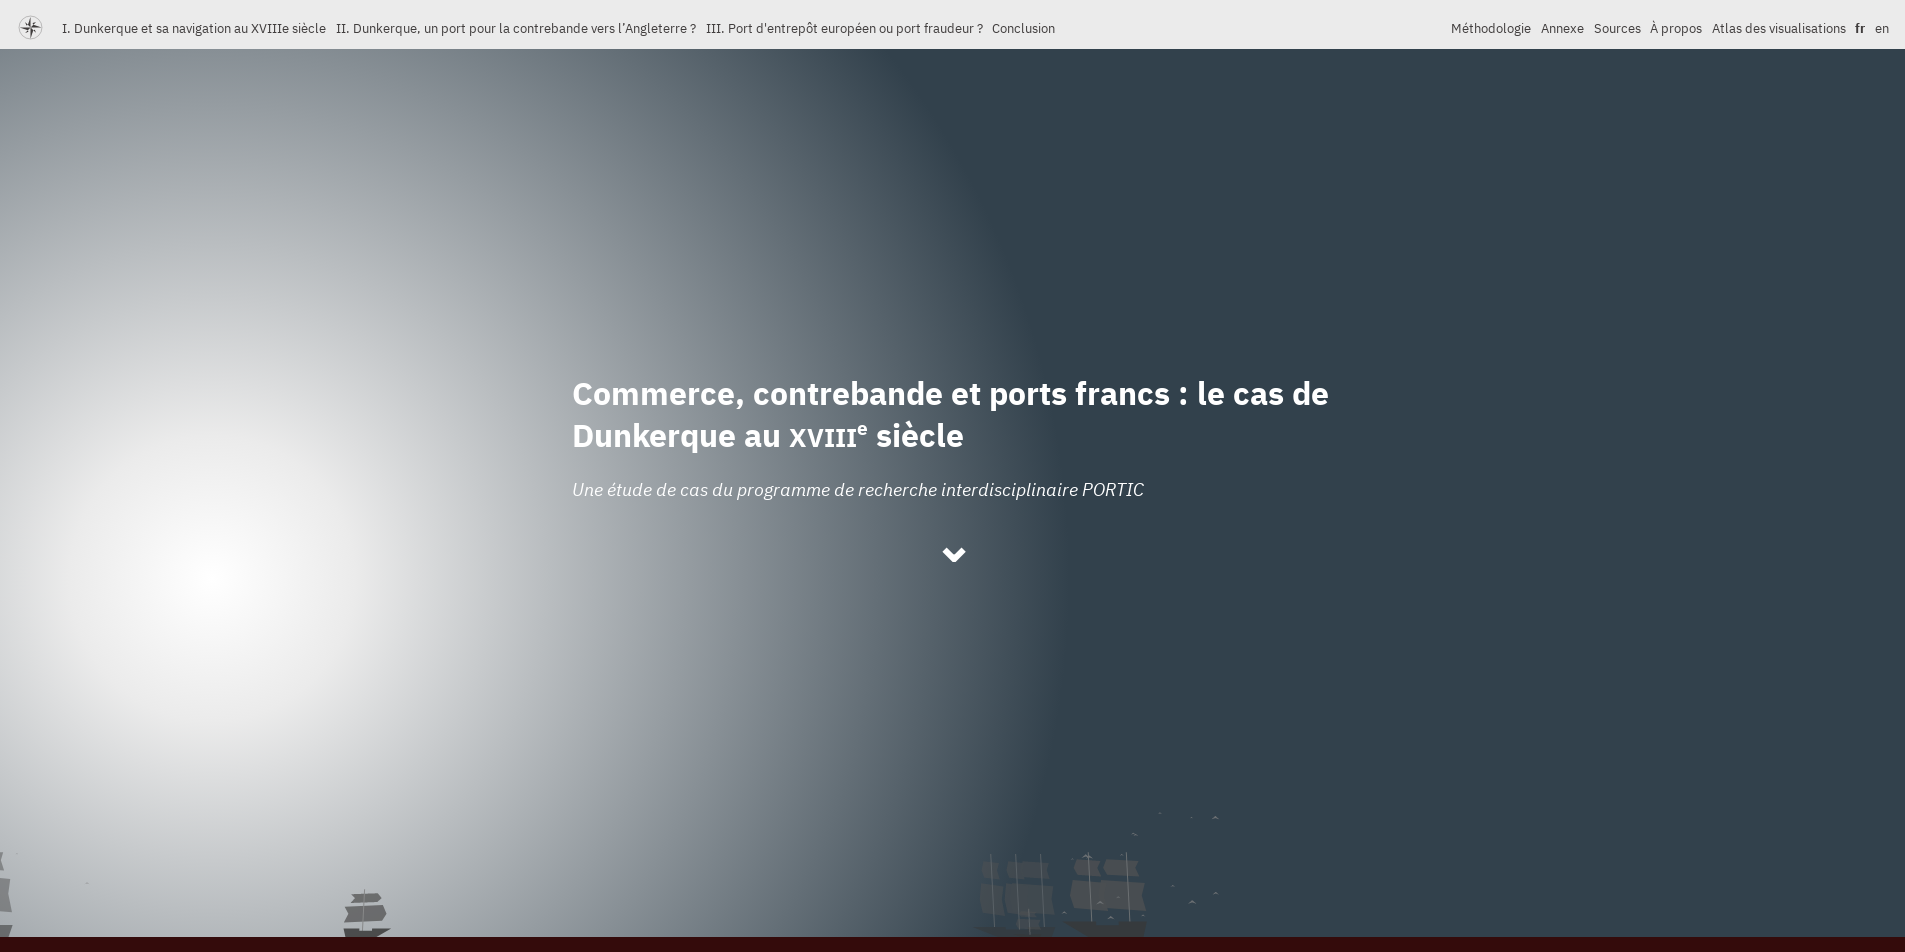 I. Dunkerque et sa navigation au XVIIIe siècle II. Dunkerque, un port pour la contrebande vers l’Angleterre ? III. Port d'entrepôt européen ou port fraudeur ? Conclusion Méthodologie Annexe Sources À propos Atlas des visualisations fr en
Commerce, contrebande et ports francs : le cas de
Dunkerque au XVIIIe siècle
Une étude de cas du programme de recherche interdisciplinaire PORTIC